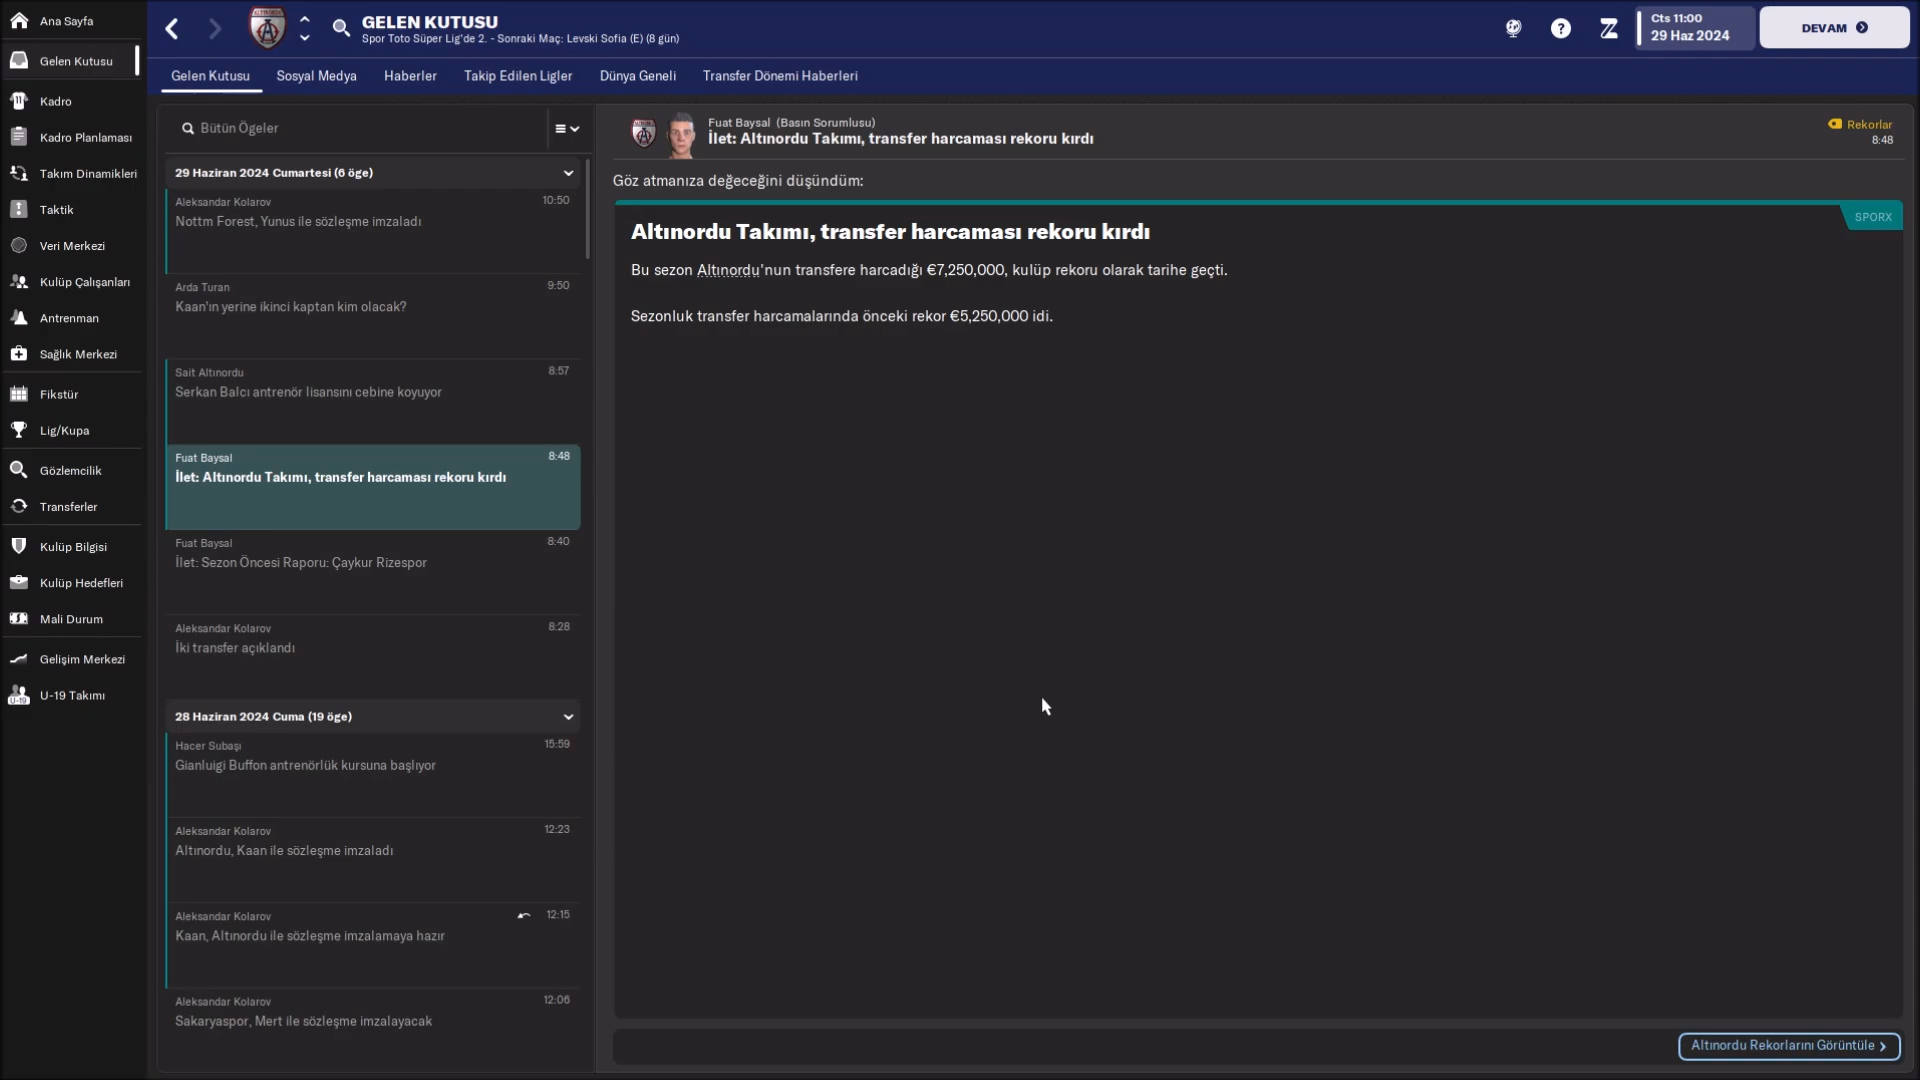 Ana Sayfa
Gelen Kutusu
Kadro
Kadro Planlaması
Takım Dinamikleri
Taktik
Veri Merkezi
Kulüp Çalışanları
Antrenman
Sağlık Merkezi
Fikstür
Lig/Kupa
Gözlemcilik
Transferler
Kulüp Bilgisi
Kulüp Hedefleri
Mali Durum
Gelişim Merkezi
U-19 Takımı
GELEN KUTUSU
Spor Toto Süper Lig'de 2. - Sonraki Maç: Levski Sofia (E) (8 gün)
Cts 11:00
29 Haz 2024
DEVAM
Gelen Kutusu Sosyal Medya Haberler Takip Edilen Ligler Dünya Geneli Transfer Dönemi Haberleri
Bütün Ögeler
29 Haziran 2024 Cumartesi (6 öge)
Aleksandar Kolarov 10:50
Nottm Forest, Yunus ile sözleşme imzaladı
Arda Turan 9:50
Kaan'ın yerine ikinci kaptan kim olacak?
Sait Altınordu 8:57
Serkan Balcı antrenör lisansını cebine koyuyor
Fuat Baysal 8:48
İlet: Altınordu Takımı, transfer harcaması rekoru kırdı
Fuat Baysal 8:40
İlet: Sezon Öncesi Raporu: Çaykur Rizespor
Aleksandar Kolarov 8:28
İki transfer açıklandı
28 Haziran 2024 Cuma (19 öge)
Hacer Subaşı 15:59
Gianluigi Buffon antrenörlük kursuna başlıyor
Aleksandar Kolarov 12:23
Altınordu, Kaan ile sözleşme imzaladı
Aleksandar Kolarov 12:15
Kaan, Altınordu ile sözleşme imzalamaya hazır
Aleksandar Kolarov 12:06
Sakaryaspor, Mert ile sözleşme imzalayacak
Fuat Baysal (Basın Sorumlusu)
İlet: Altınordu Takımı, transfer harcaması rekoru kırdı
Rekorlar
8:48
Göz atmanıza değeceğini düşündüm:
SPORX
Altınordu Takımı, transfer harcaması rekoru kırdı
Bu sezon Altınordu'nun transfere harcadığı €7,250,000, kulüp rekoru olarak tarihe geçti.
Sezonluk transfer harcamalarında önceki rekor €5,250,000 idi.
Altınordu Rekorlarını Görüntüle